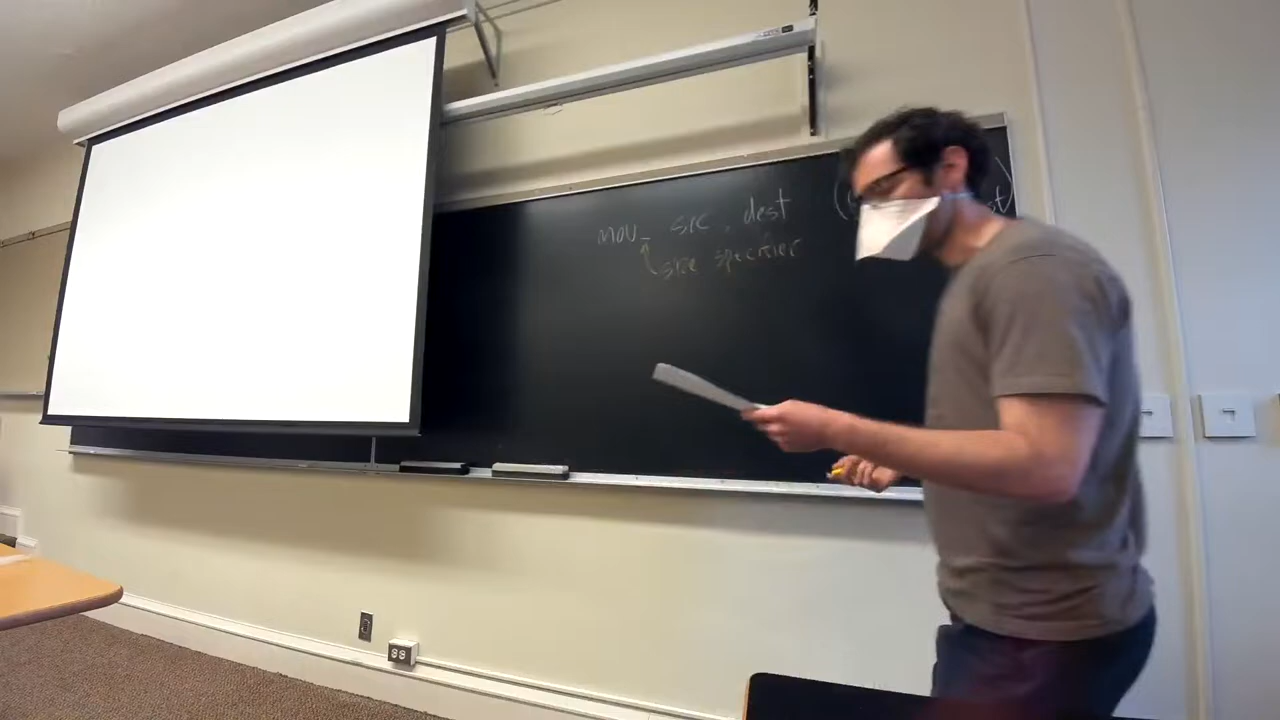 mov_ src, dest
size specifier